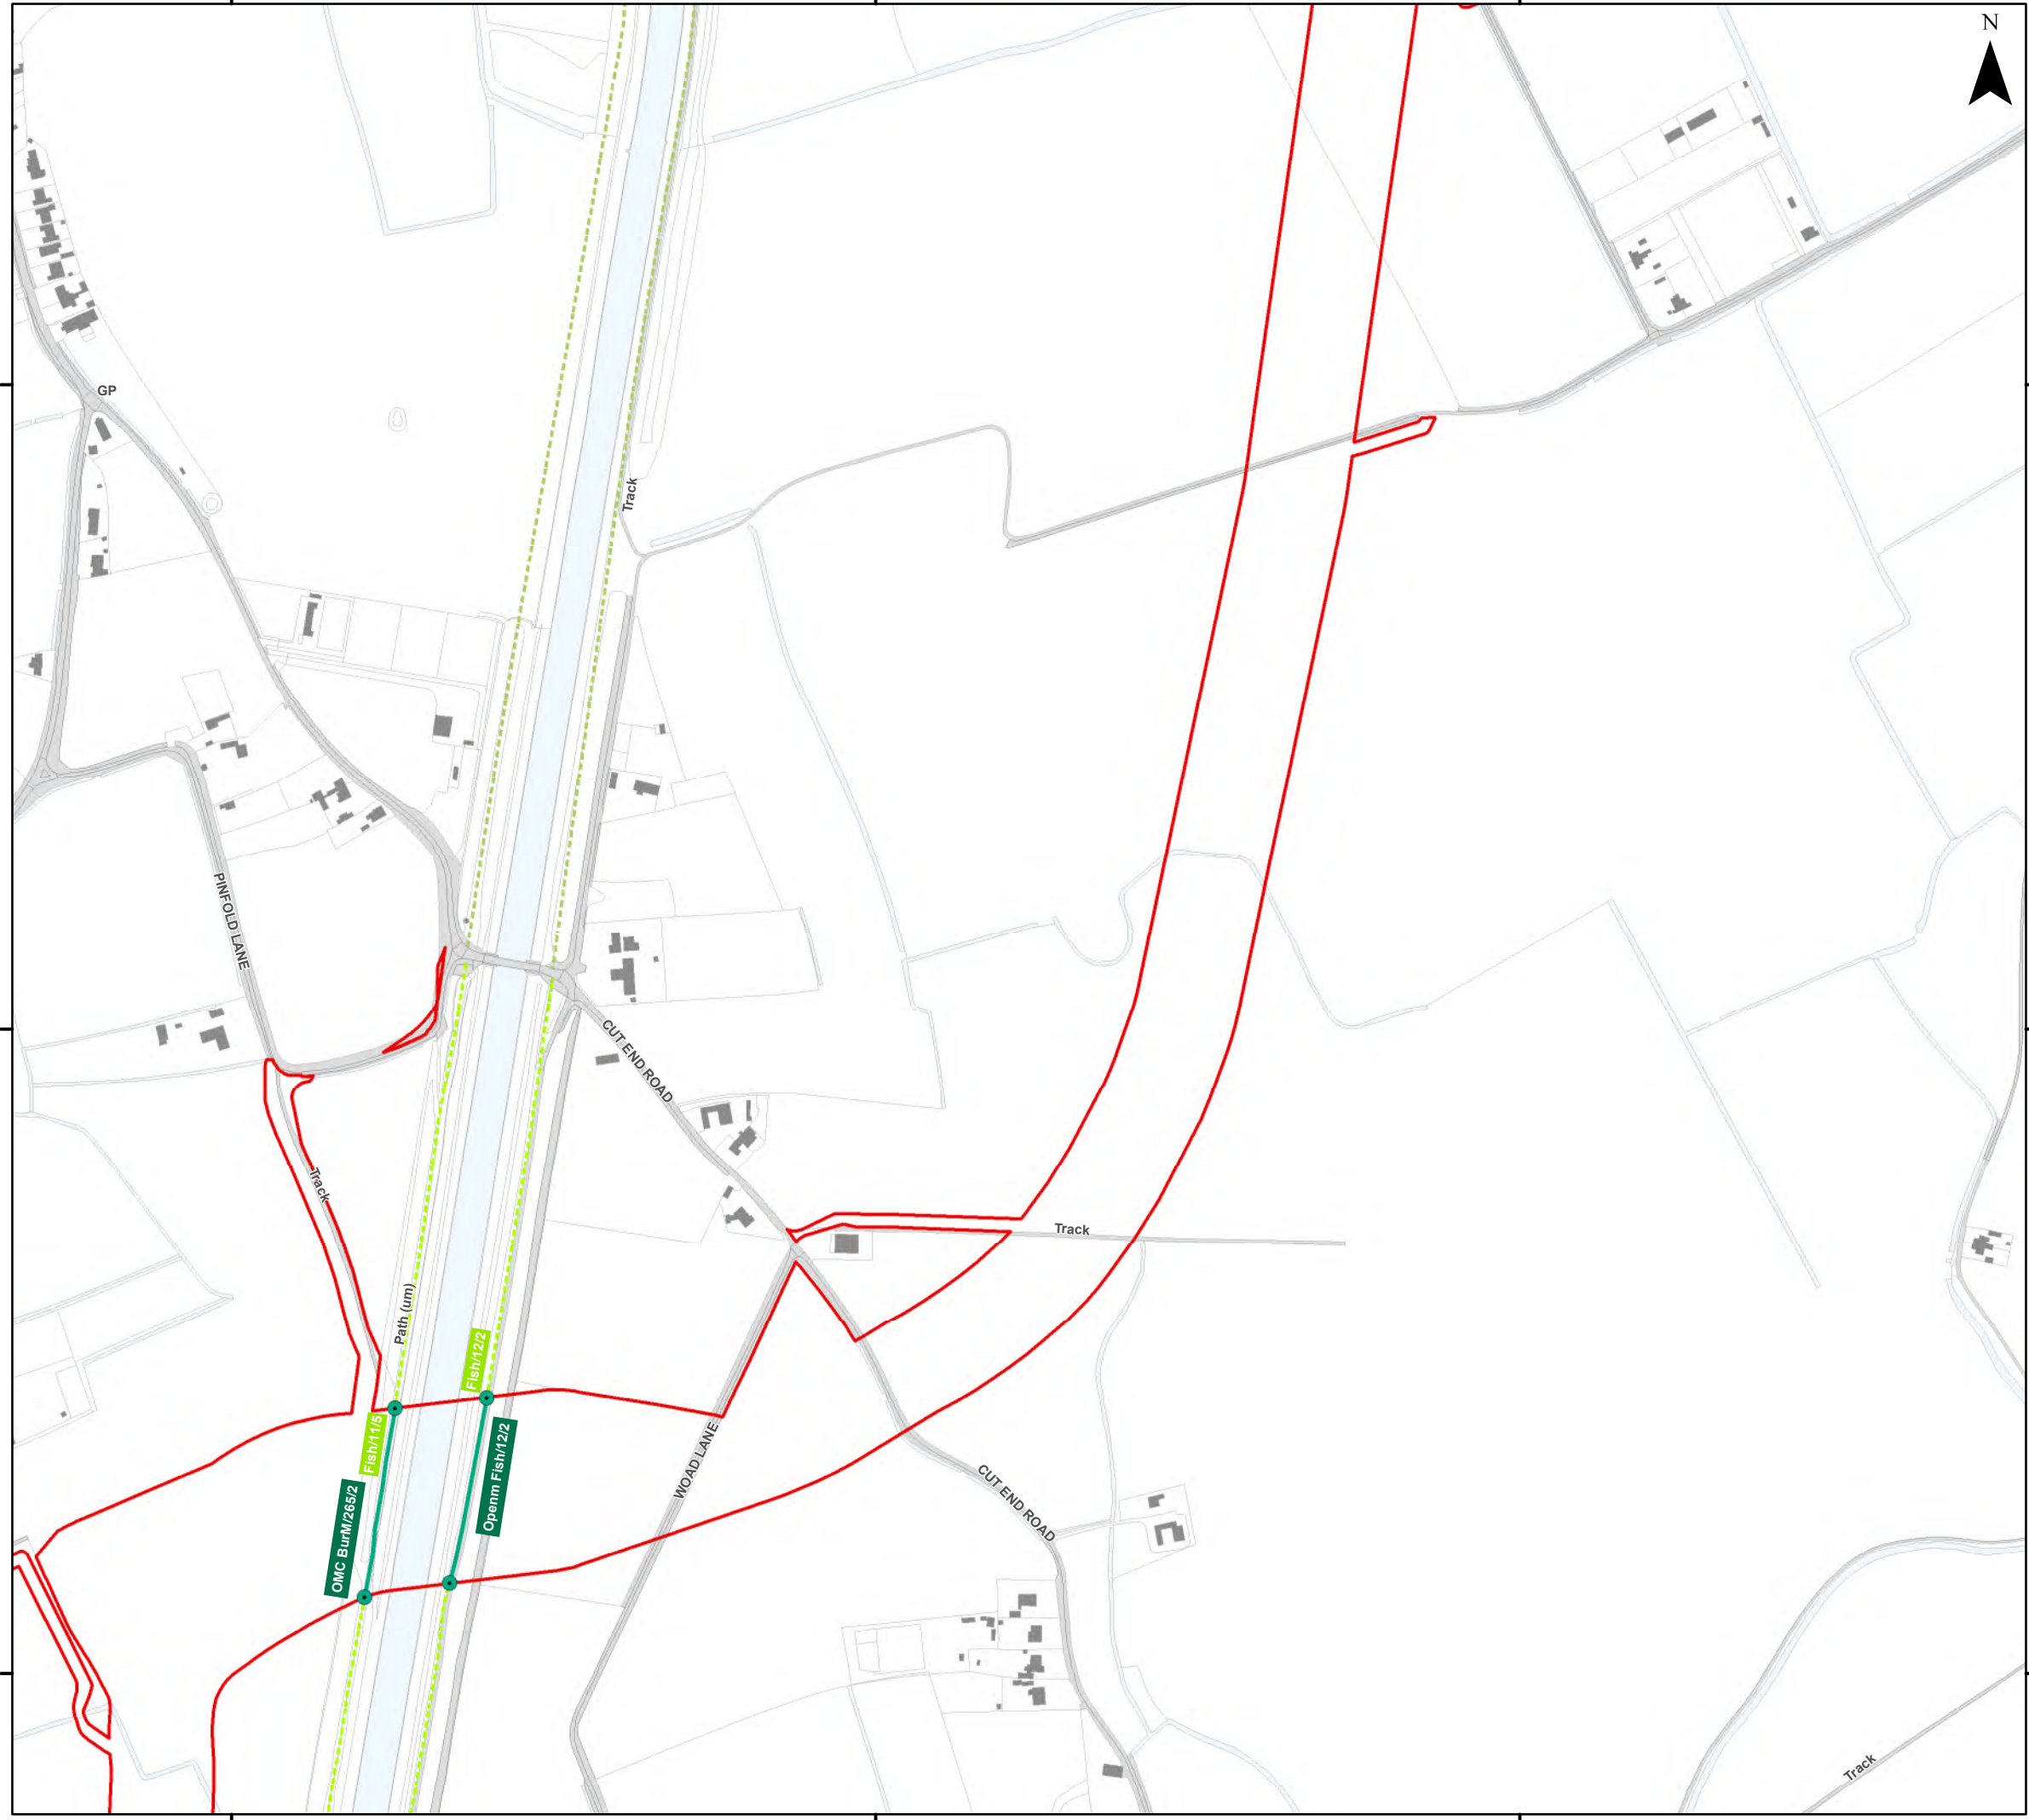 N
GP
Track
PINFOLD LANE
CUT END ROAD
Track
Track
Path (um)
Fish/12/2
Fish/11/5
Openm Fish/12/2
WOAD LANE
OMC BurM/265/2
CUT END ROAD
Track